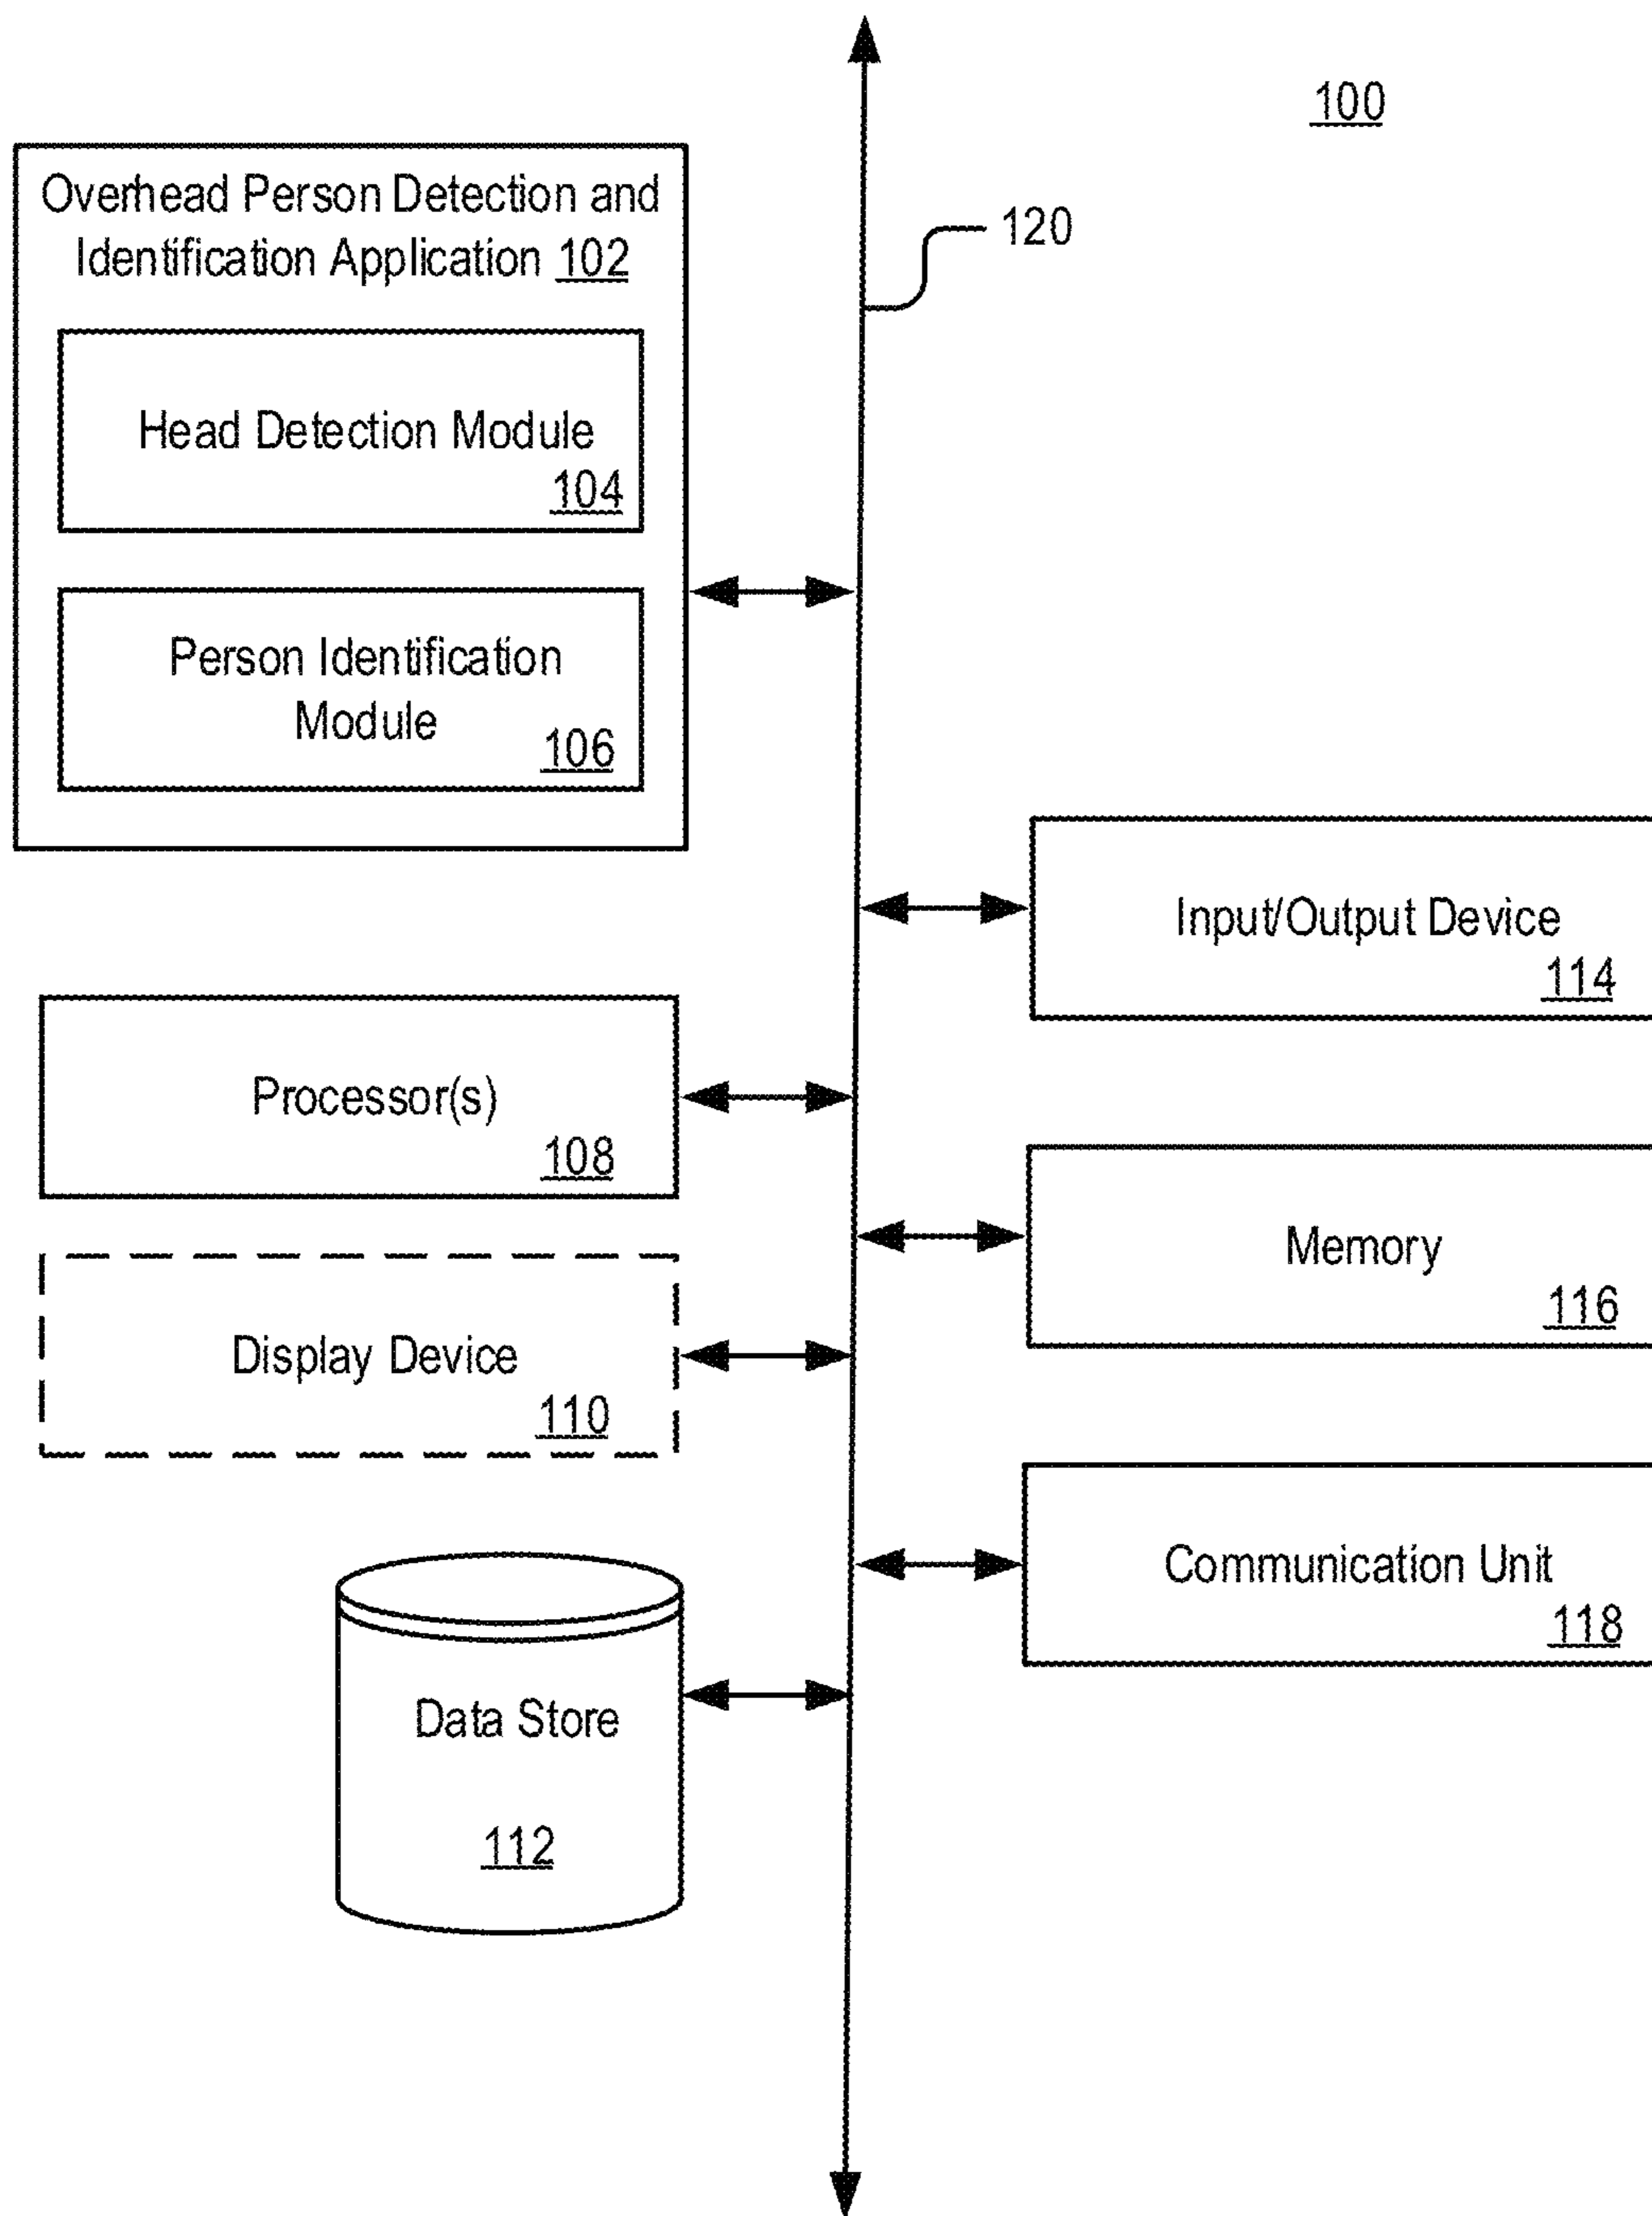 100
Overhead Person Detection and
Identification Application 102
120
Head Detection Module
104
Person Identification
Module
106
Input/Output Device
114
Processor(s)
108
Memory
116
Display Device
110
Communication Unit
118
Data Store
112